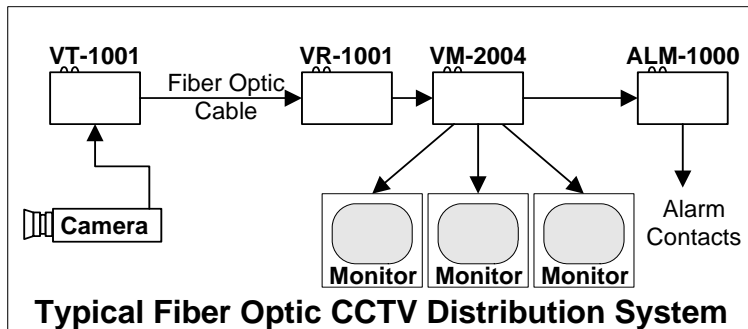 VT-1001
VR-1001
VM-2004
ALM-1000
Fiber Optic
Cable
Camera
Monitor
Monitor
Monitor
Alarm
Contacts
Typical Fiber Optic CCTV Distribution System